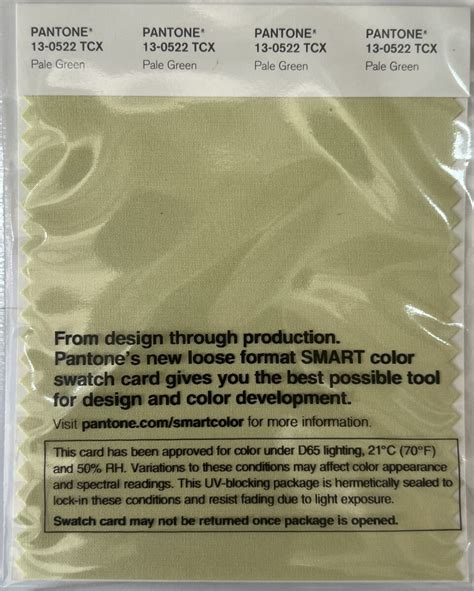 PANTONE® PANTONE® PANTONE® PANTONE®
13-0522 TCX 13-0522 TCX 13-0522 TCX 13-0522 TCX
Pale Green Pale Green Pale Green Pale Green
From design through production.
Pantone's new loose format SMART color
swatch card gives you the best possible tool
for design and color development.
Visit pantone.com/smartcolor for more information.
This card has been approved for color under D65 lighting, 21°C (70°F)
and 50% RH. Variations to these conditions may affect color appearance
and spectral readings. This UV-blocking package is hermetically sealed to
lock-in these conditions and resist fading due to light exposure.
Swatch card may not be returned once package is opened.